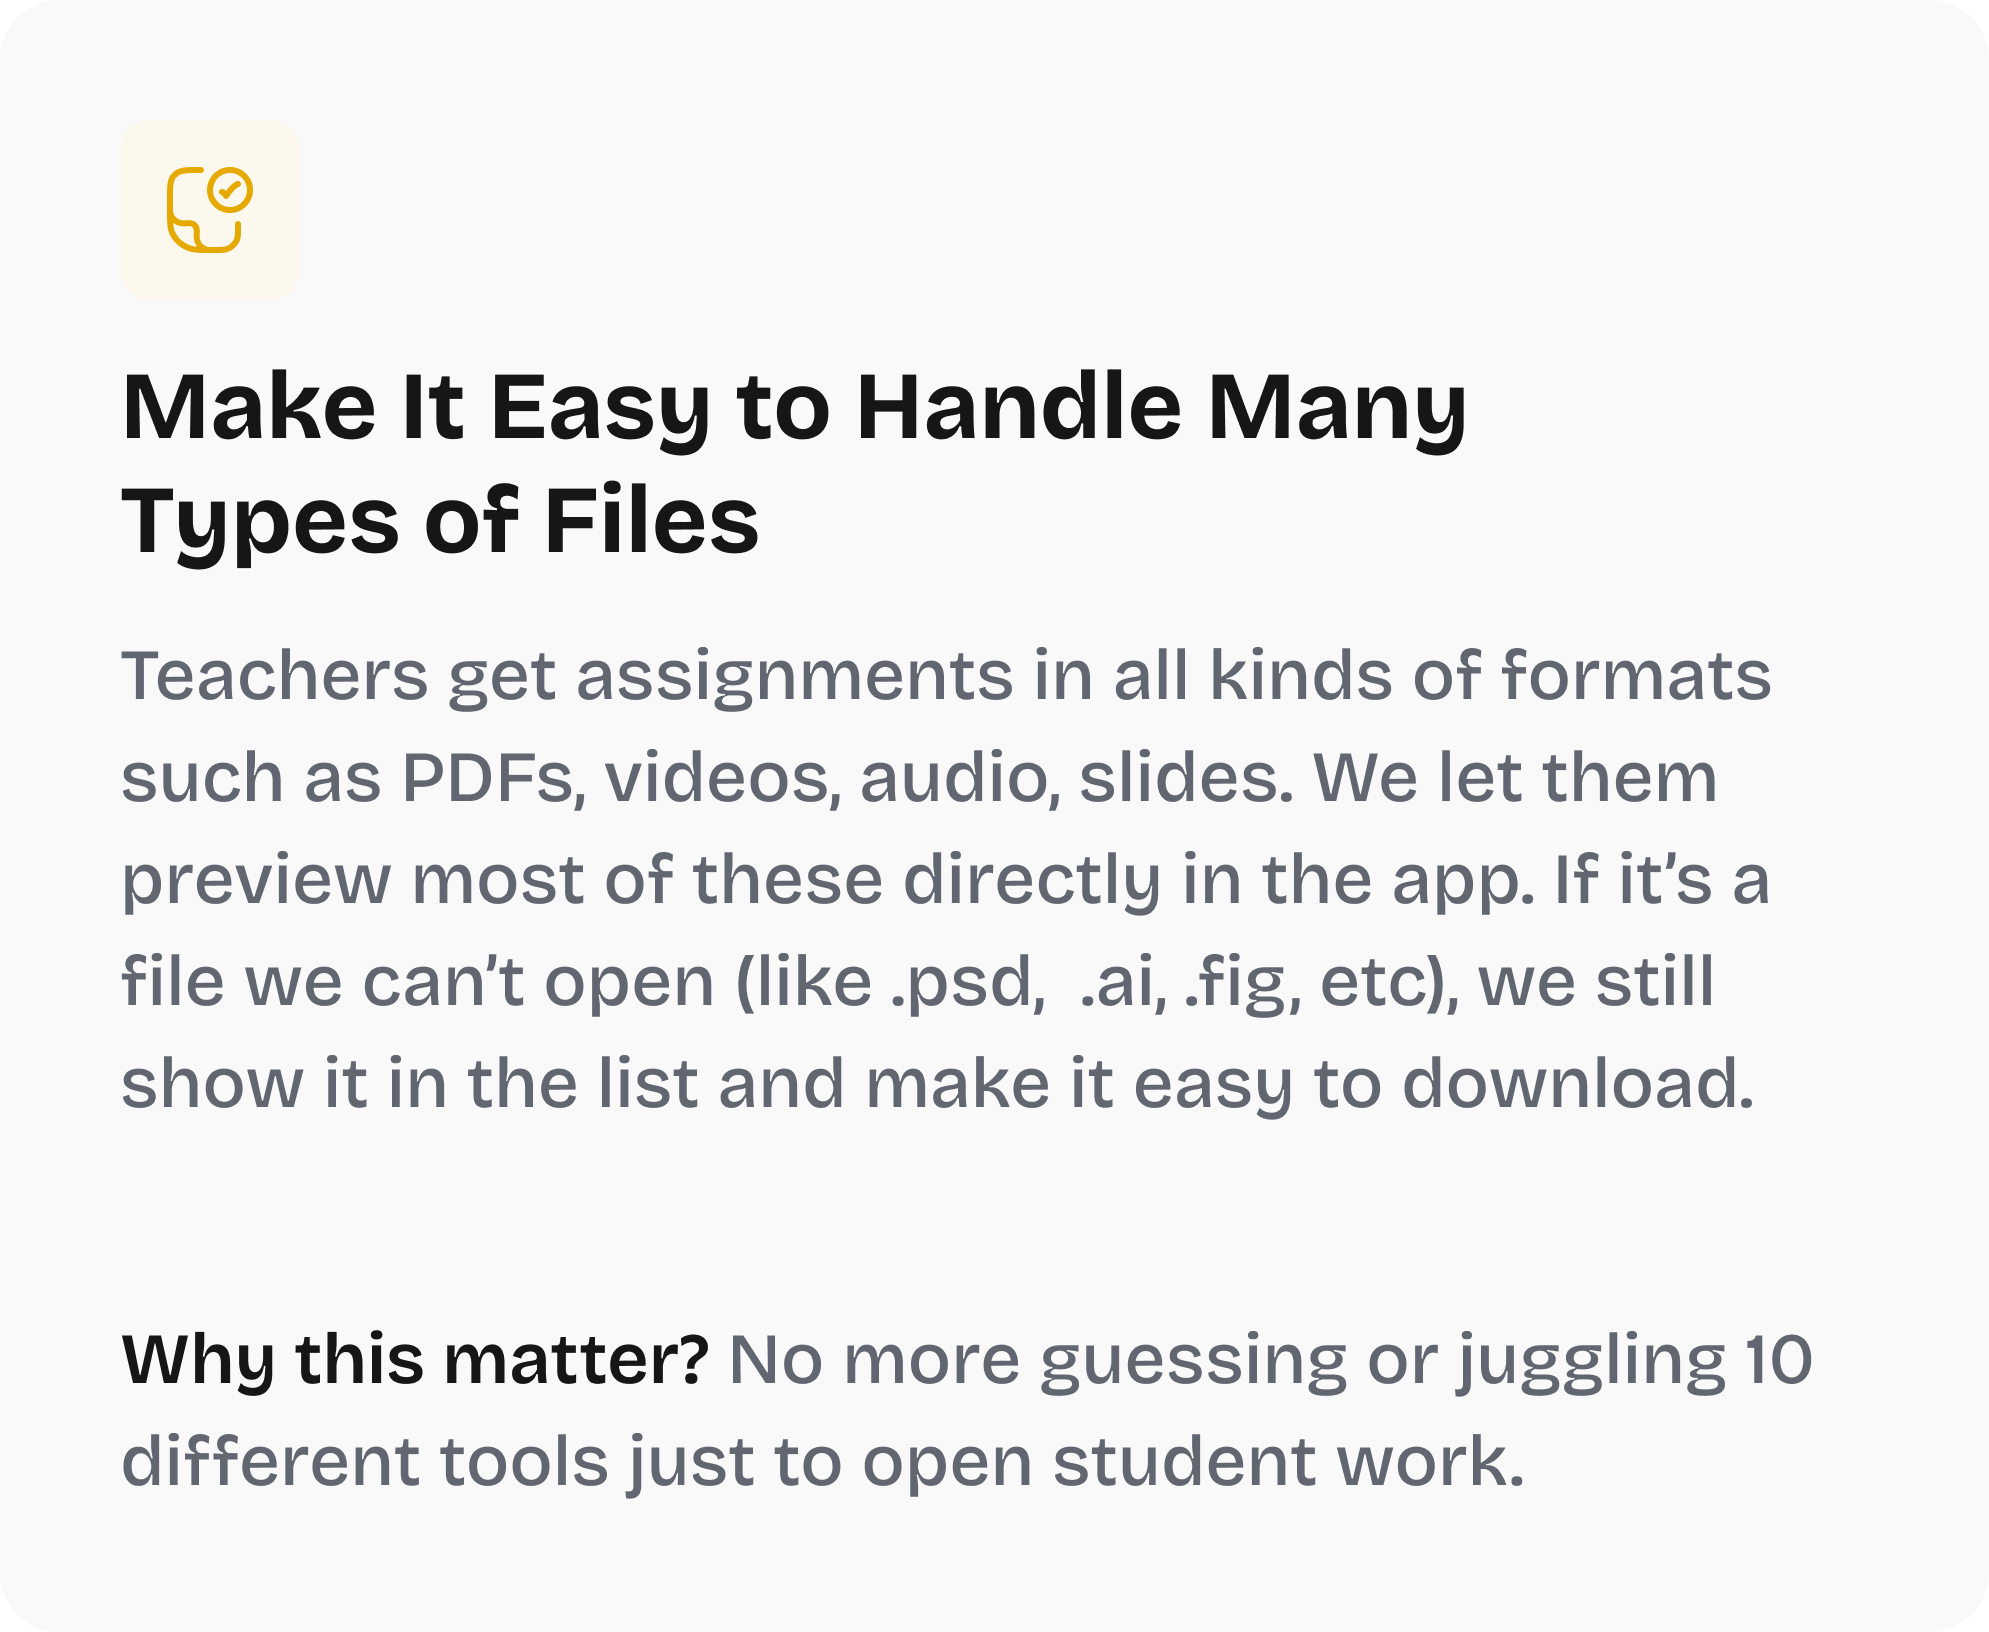 Make It Easy to Handle Many
Types of Files
Teachers get assignments in all kinds of formats
such as PDFs, videos, audio, slides. We let them
preview most of these directly in the app. If it’s a
file we can’t open (like .psd,  .ai, .fig, etc), we still
show it in the list and make it easy to download.
Why this matter? No more guessing or juggling 10
different tools just to open student work.